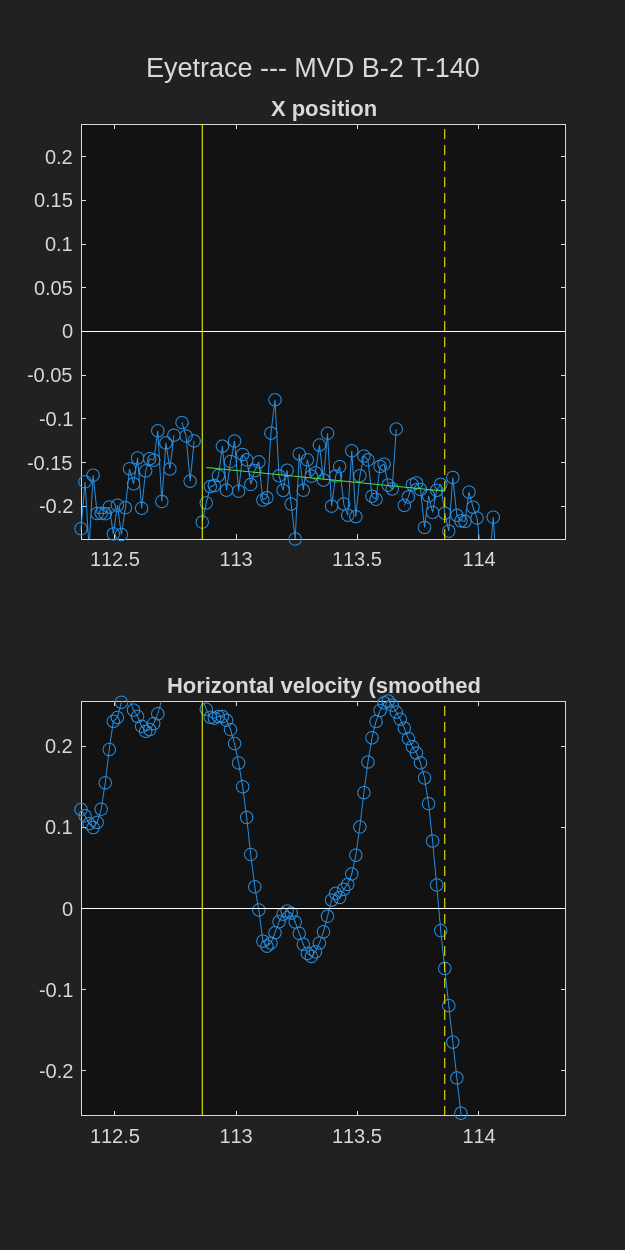 Eyetrace --- MVD B-2 T-140
X position
0.2
0.15
0.1
0.05
0
-0.05
-0.1
-0.15
-0.2
112.5 113 113.5 114
Horizontal velocity (smoothed
0.2
0.1
0
-0.1
-0.2
112.5 113 113.5 114